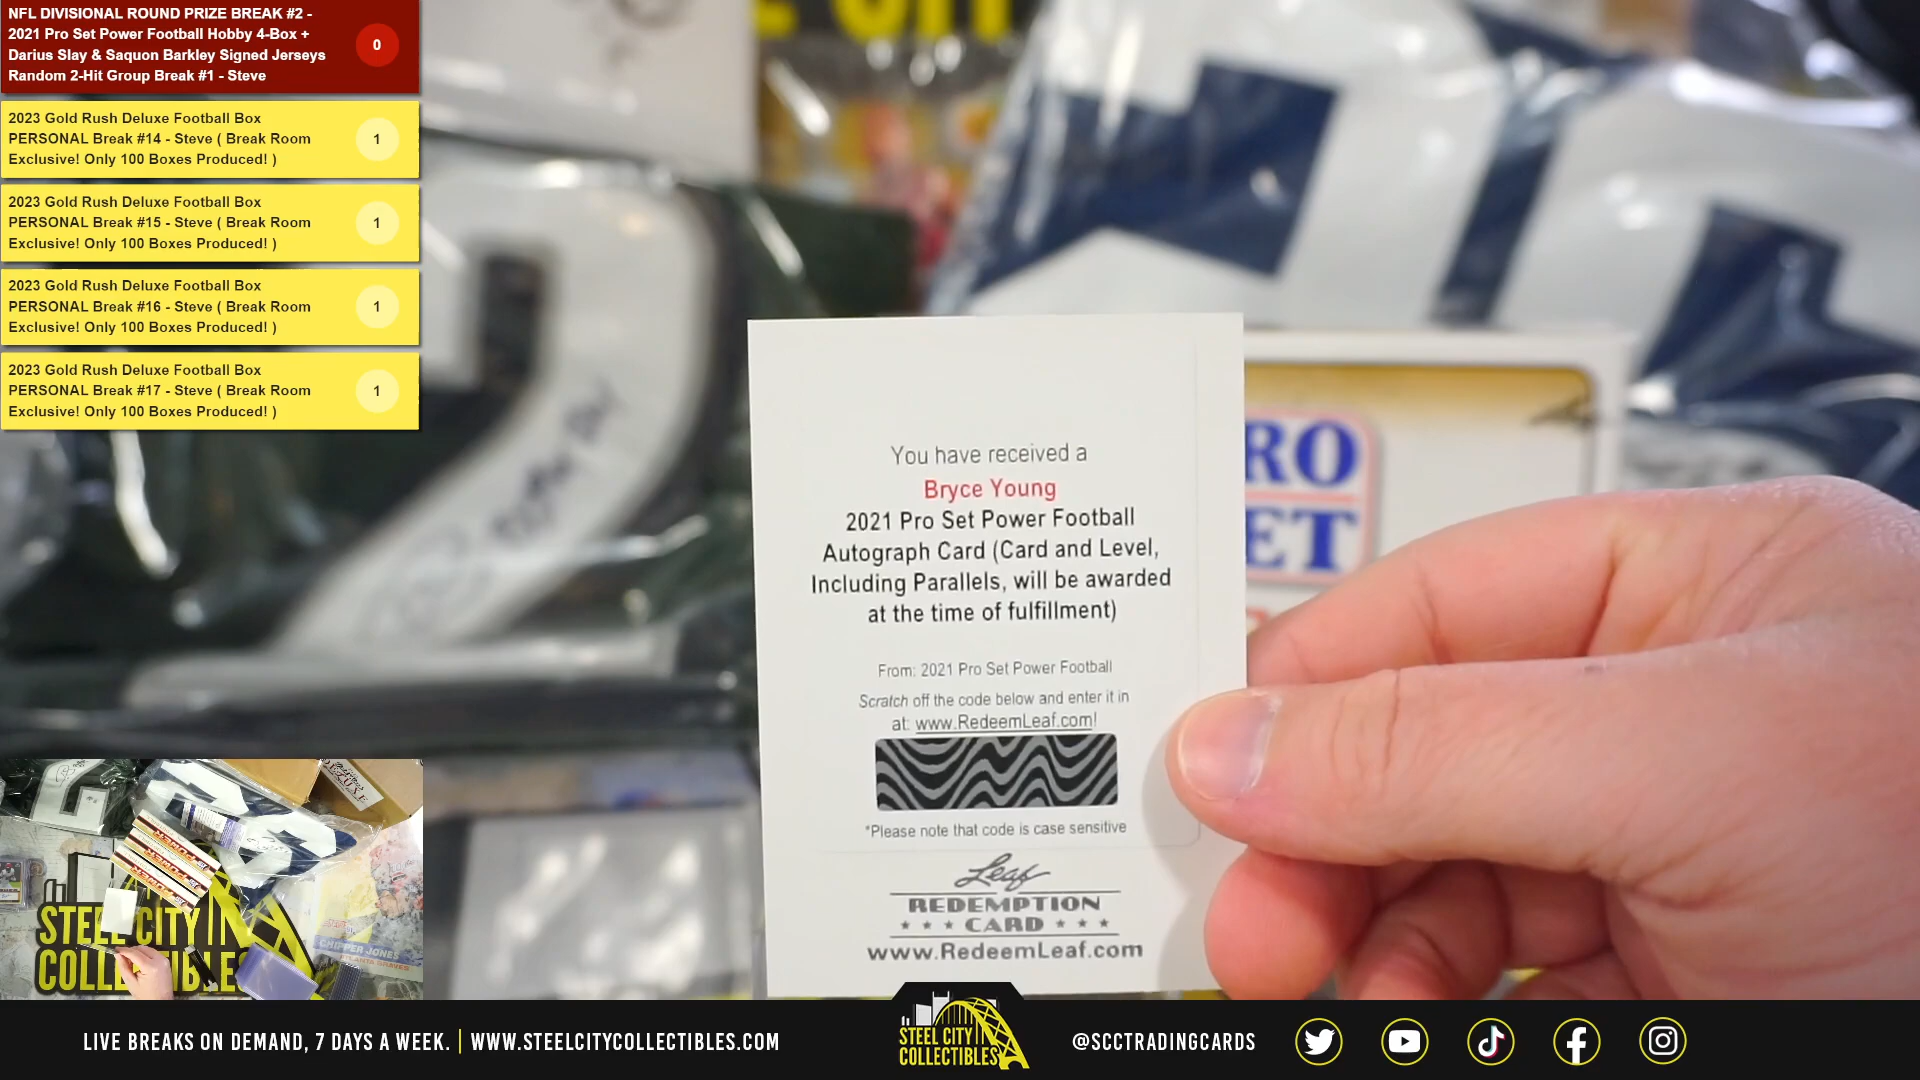 NFL DIVISIONAL ROUND PRIZE BREAK #2 -
2021 Pro Set Power Football Hobby 4-Box +
Darius Slay & Saquon Barkley Signed Jerseys
Random 2-Hit Group Break #1 - Steve
0
2023 Gold Rush Deluxe Football Box
PERSONAL Break #14 - Steve ( Break Room
Exclusive! Only 100 Boxes Produced! )
1
2023 Gold Rush Deluxe Football Box
PERSONAL Break #15 - Steve ( Break Room
Exclusive! Only 100 Boxes Produced! )
1
2023 Gold Rush Deluxe Football Box
PERSONAL Break #16 - Steve ( Break Room
Exclusive! Only 100 Boxes Produced! )
1
2023 Gold Rush Deluxe Football Box
PERSONAL Break #17 - Steve ( Break Room
Exclusive! Only 100 Boxes Produced! )
1
You have received a
Bryce Young
2021 Pro Set Power Football
Autograph Card (Card and Level,
Including Parallels, will be awarded
at the time of fulfillment)
From: 2021 Pro Set Power Football
Scratch off the code below and enter it in
at: www.RedeemLeaf.com!
*Please note that code is case sensitive
Leaf
REDEMPTION
CARD
www.RedeemLeaf.com
RO
ET
2
STEEL CITY
COLLECTIBLES
CHIPPER JONES
ATLANTA BRAVES
LIVE BREAKS ON DEMAND, 7 DAYS A WEEK. | WWW.STEELCITYCOLLECTIBLES.COM
STEEL CITY
COLLECTIBLES
@SCCTRADINGCARDS